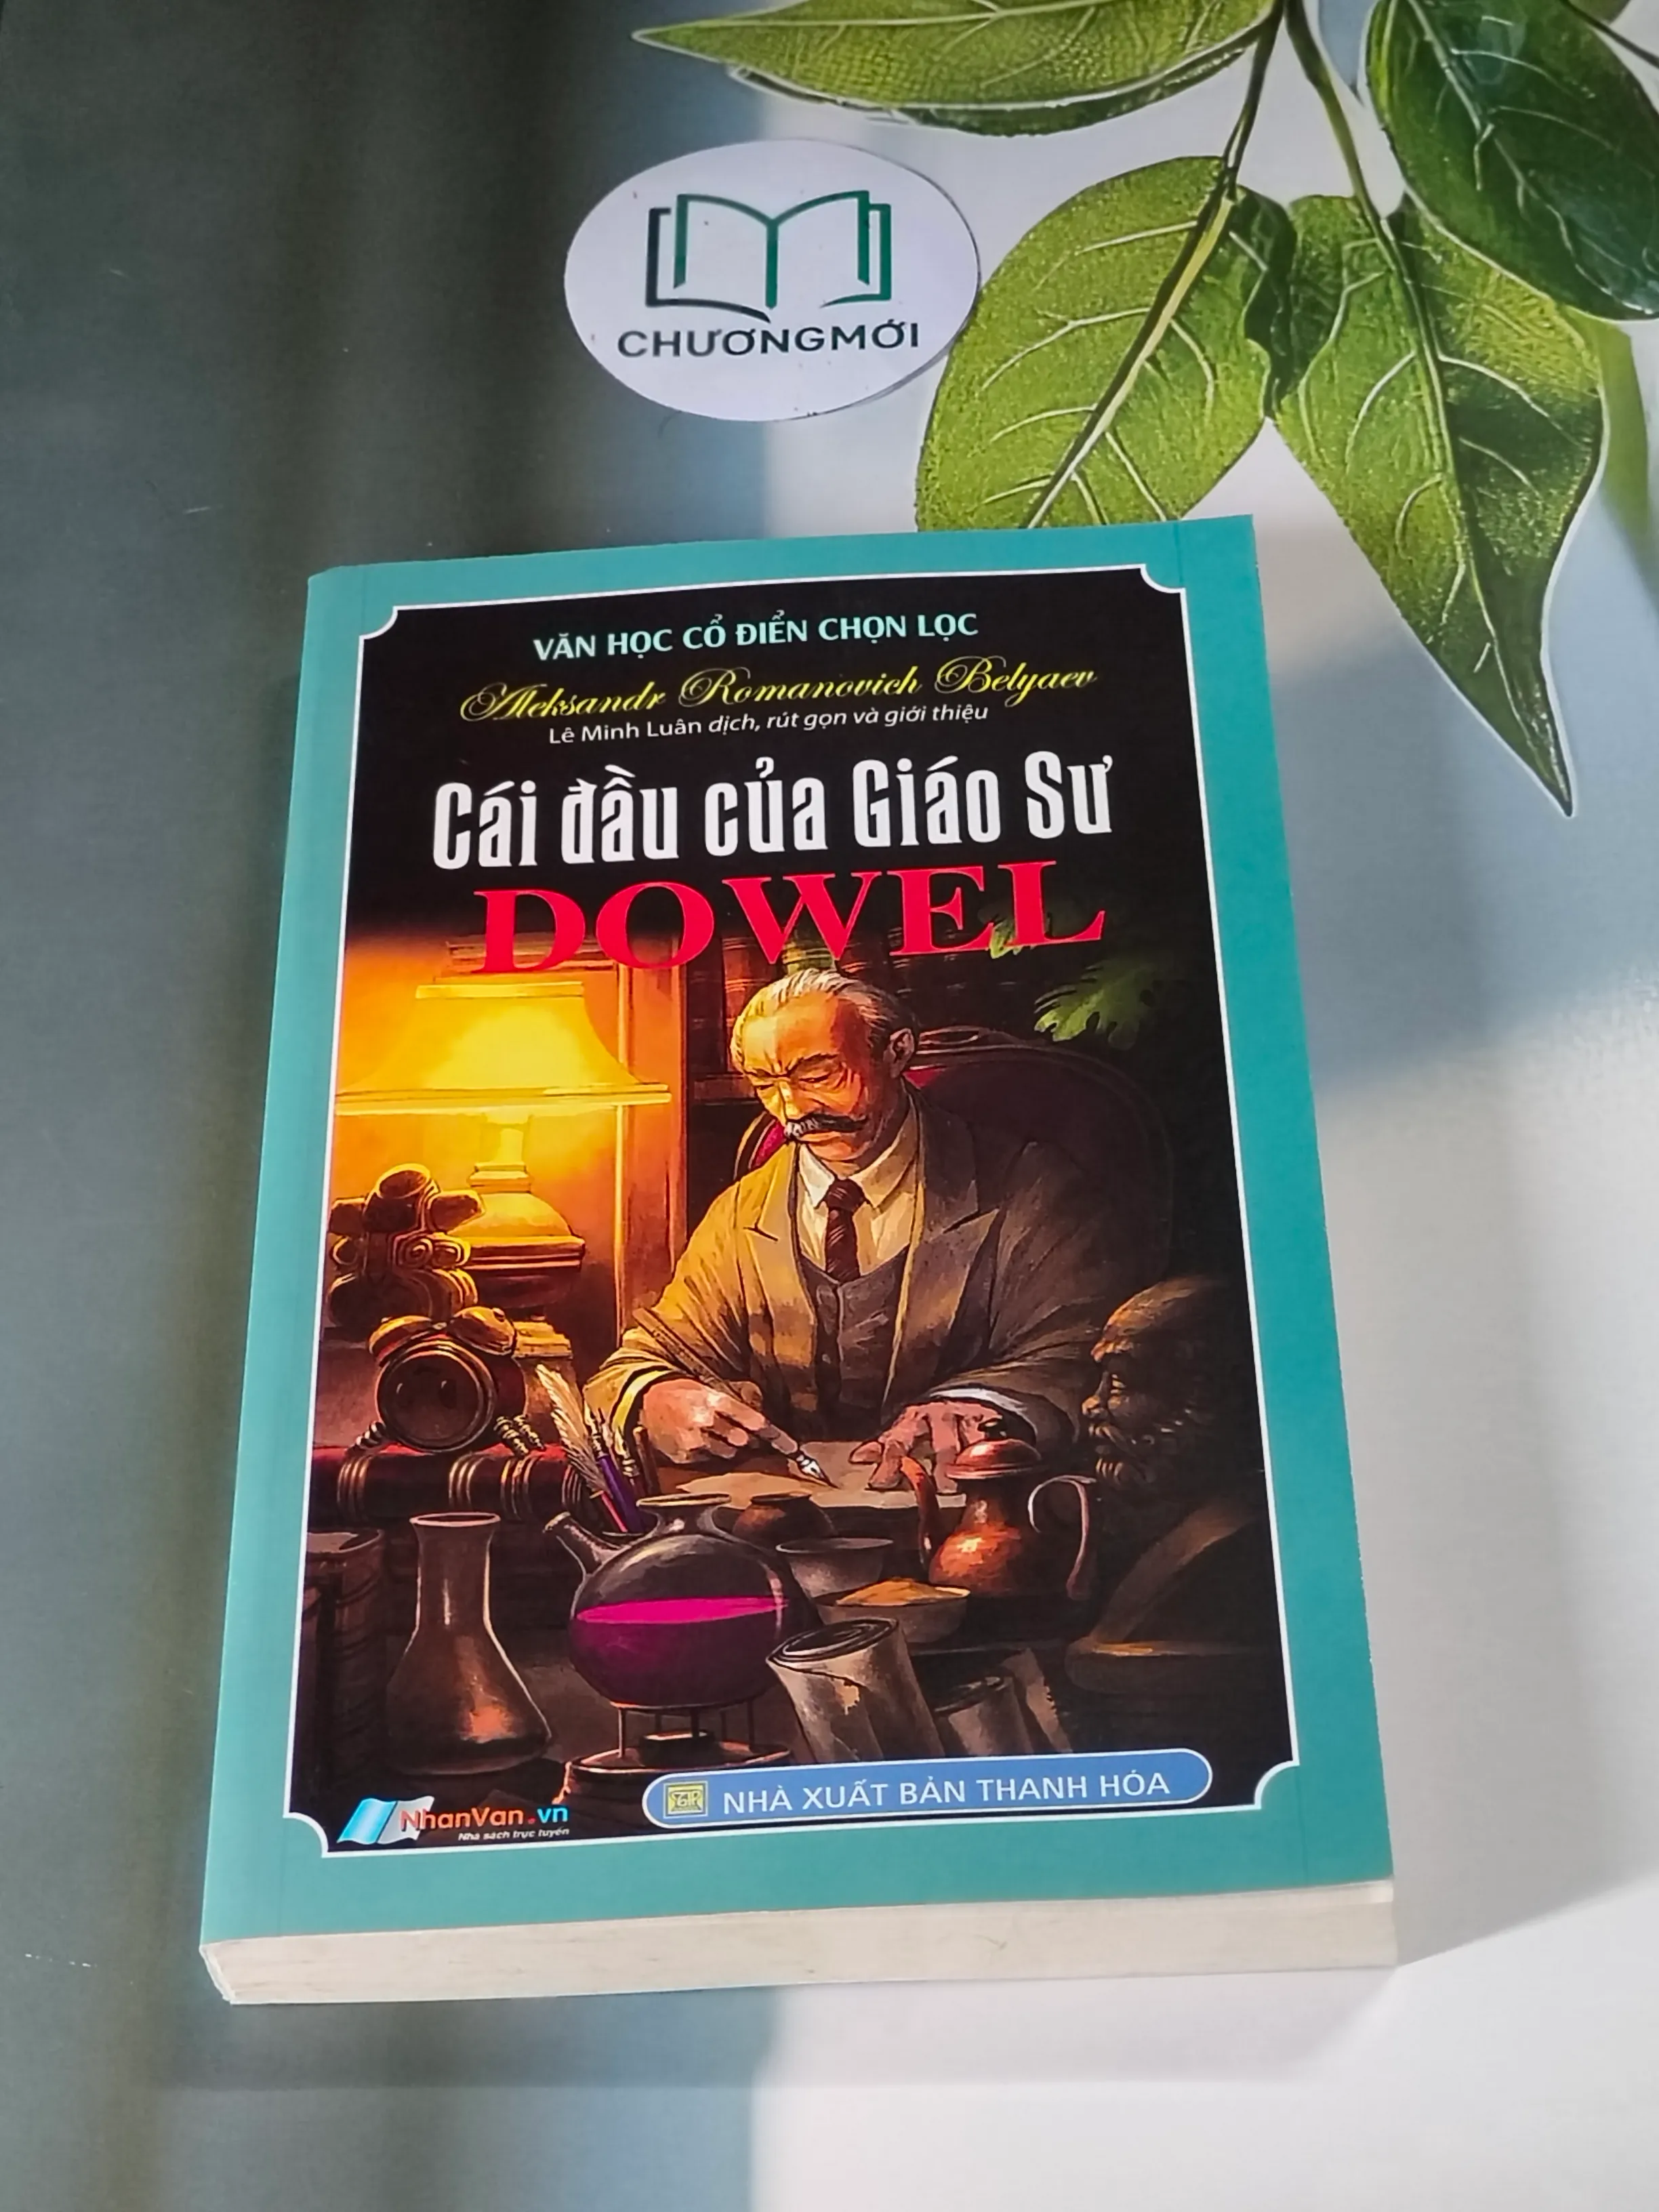 CHƯƠNGMỚI
VĂN HỌC CỔ ĐIỂN CHỌN LỌC
Aleksandr Romanovich Belyaev
Lê Minh Luân dịch, rút gọn và giới thiệu
Cái đầu của Giáo Sư
DOWEL
NhanVan.vn
Nhà sách trực tuyến
NHÀ XUẤT BẢN THANH HÓA